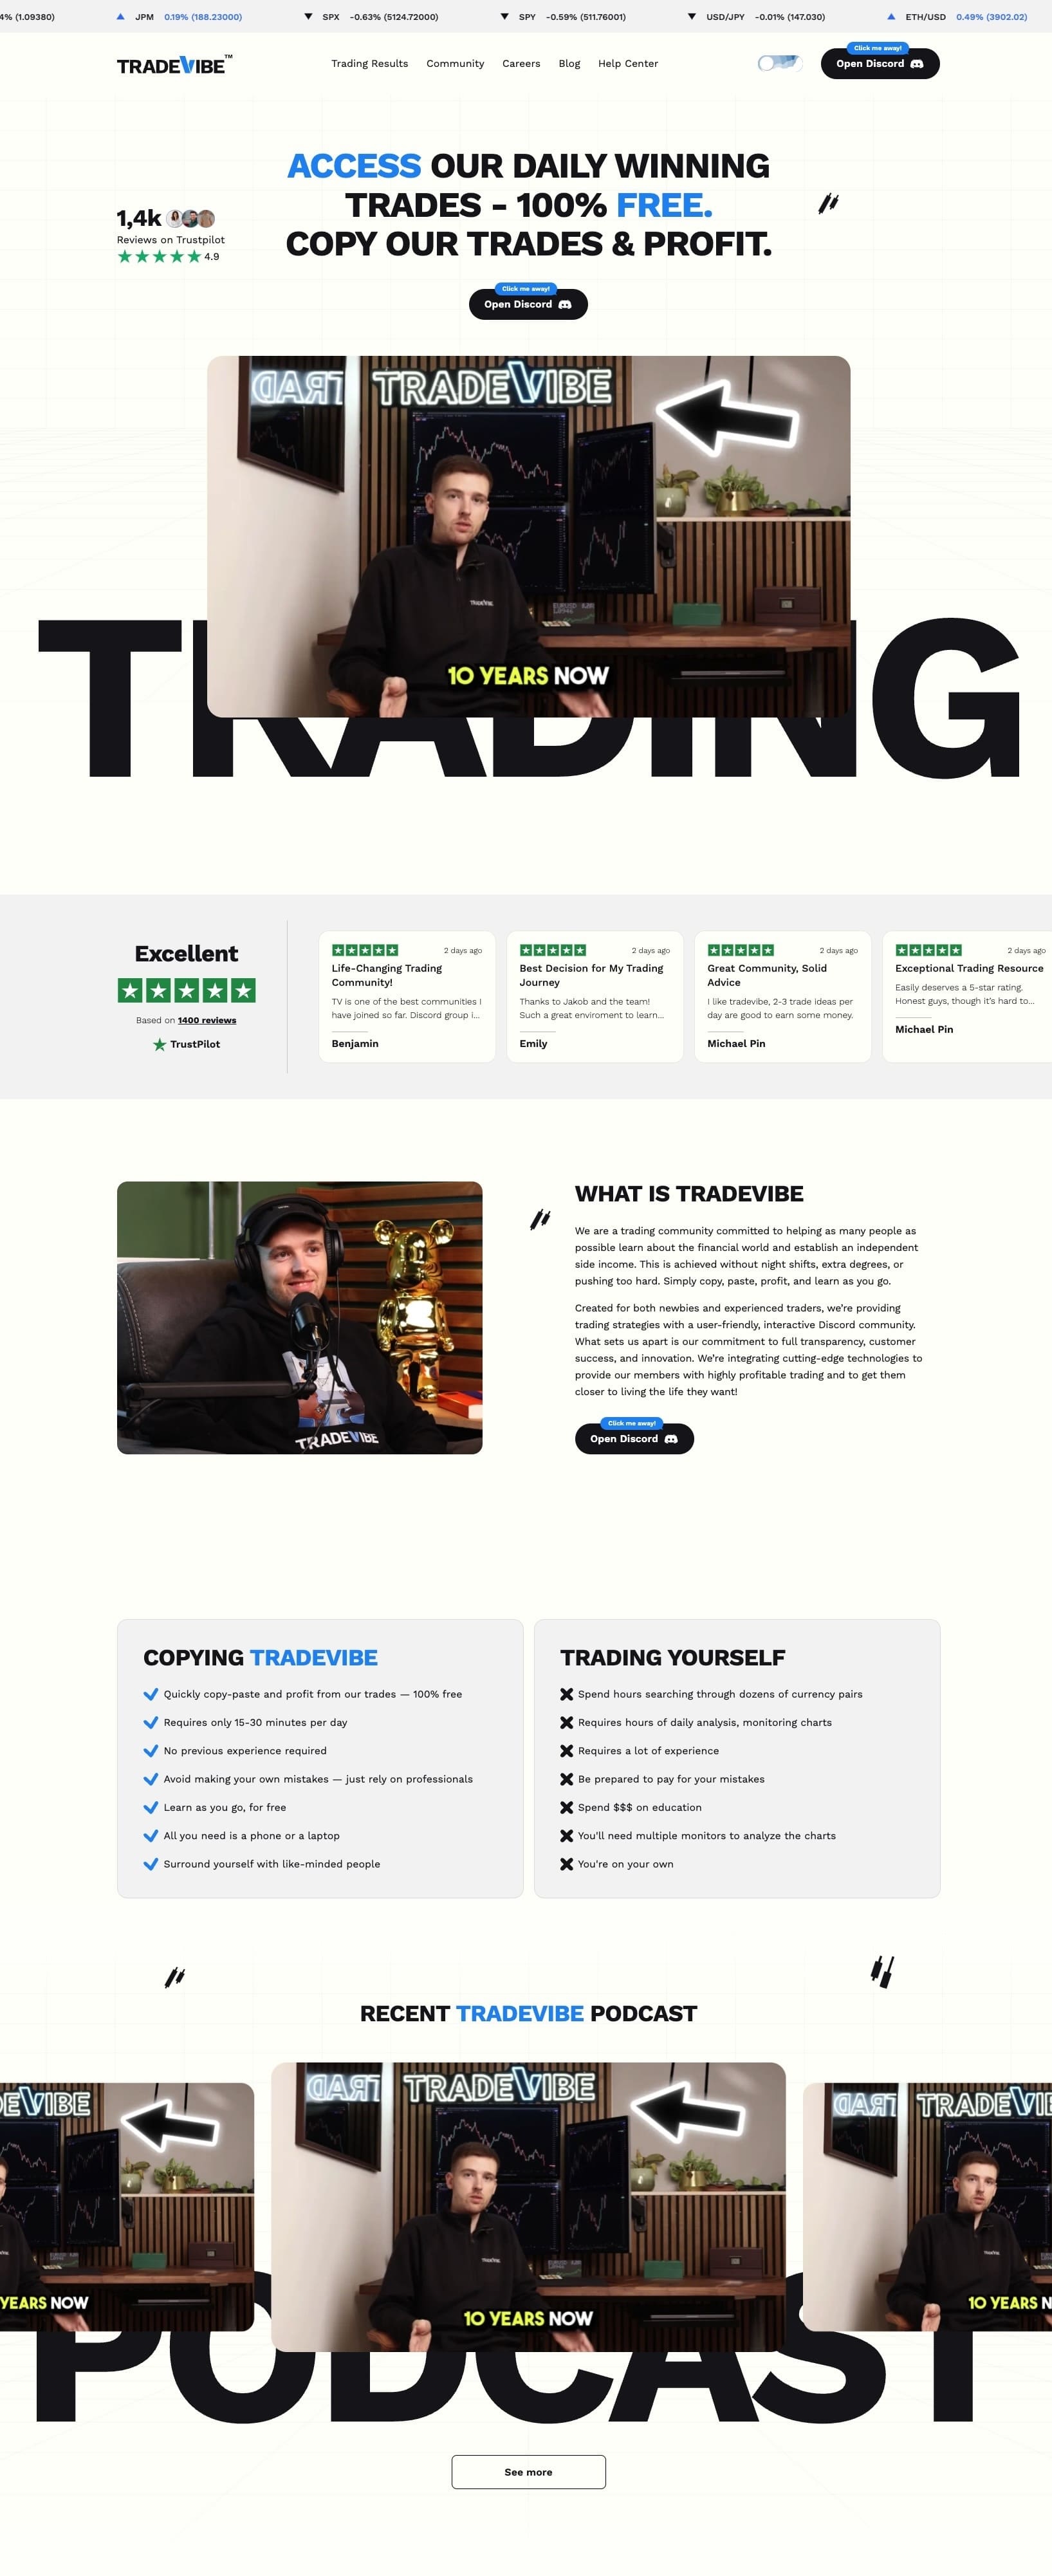 4% (1.09380) JPM 0.19% (188.23000) SPX -0.63% (5124.72000) SPY -0.59% (511.76001) USD/JPY -0.01% (147.030) ETH/USD 0.49% (3902.02)
TRADEVIBE™
Trading Results Community Careers Blog Help Center
Click me away!
Open Discord
ACCESS OUR DAILY WINNING
TRADES - 100% FREE.
COPY OUR TRADES & PROFIT.
1,4k
Reviews on Trustpilot
4.9
Click me away!
Open Discord
TRAD
TRADEVIBE
10 YEARS NOW
TRADING
Excellent
Based on 1400 reviews
TrustPilot
2 days ago
Life-Changing Trading
Community!
TV is one of the best communities I
have joined so far. Discord group i...
Benjamin
2 days ago
Best Decision for My Trading
Journey
Thanks to Jakob and the team!
Such a great enviroment to learn...
Emily
2 days ago
Great Community, Solid
Advice
I like tradevibe, 2-3 trade ideas per
day are good to earn some money.
Michael Pin
2 days ago
Exceptional Trading Resource
Easily deserves a 5-star rating.
Honest guys, though it's hard to...
Michael Pin
TRADEVIBE
WHAT IS TRADEVIBE
We are a trading community committed to helping as many people as
possible learn about the financial world and establish an independent
side income. This is achieved without night shifts, extra degrees, or
pushing too hard. Simply copy, paste, profit, and learn as you go.
Created for both newbies and experienced traders, we're providing
trading strategies with a user-friendly, interactive Discord community.
What sets us apart is our commitment to full transparency, customer
success, and innovation. We're integrating cutting-edge technologies to
provide our members with highly profitable trading and to get them
closer to living the life they want!
Click me away!
Open Discord
COPYING TRADEVIBE
Quickly copy-paste and profit from our trades — 100% free
Requires only 15-30 minutes per day
No previous experience required
Avoid making your own mistakes — just rely on professionals
Learn as you go, for free
All you need is a phone or a laptop
Surround yourself with like-minded people
TRADING YOURSELF
Spend hours searching through dozens of currency pairs
Requires hours of daily analysis, monitoring charts
Requires a lot of experience
Be prepared to pay for your mistakes
Spend $$$ on education
You'll need multiple monitors to analyze the charts
You're on your own
RECENT TRADEVIBE PODCAST
DEVIBE
YEARS NOW
TRAD
TRADEVIBE
10 YEARS NOW
TRAD
TRADEV
10 YEARS N
PODCAST
See more